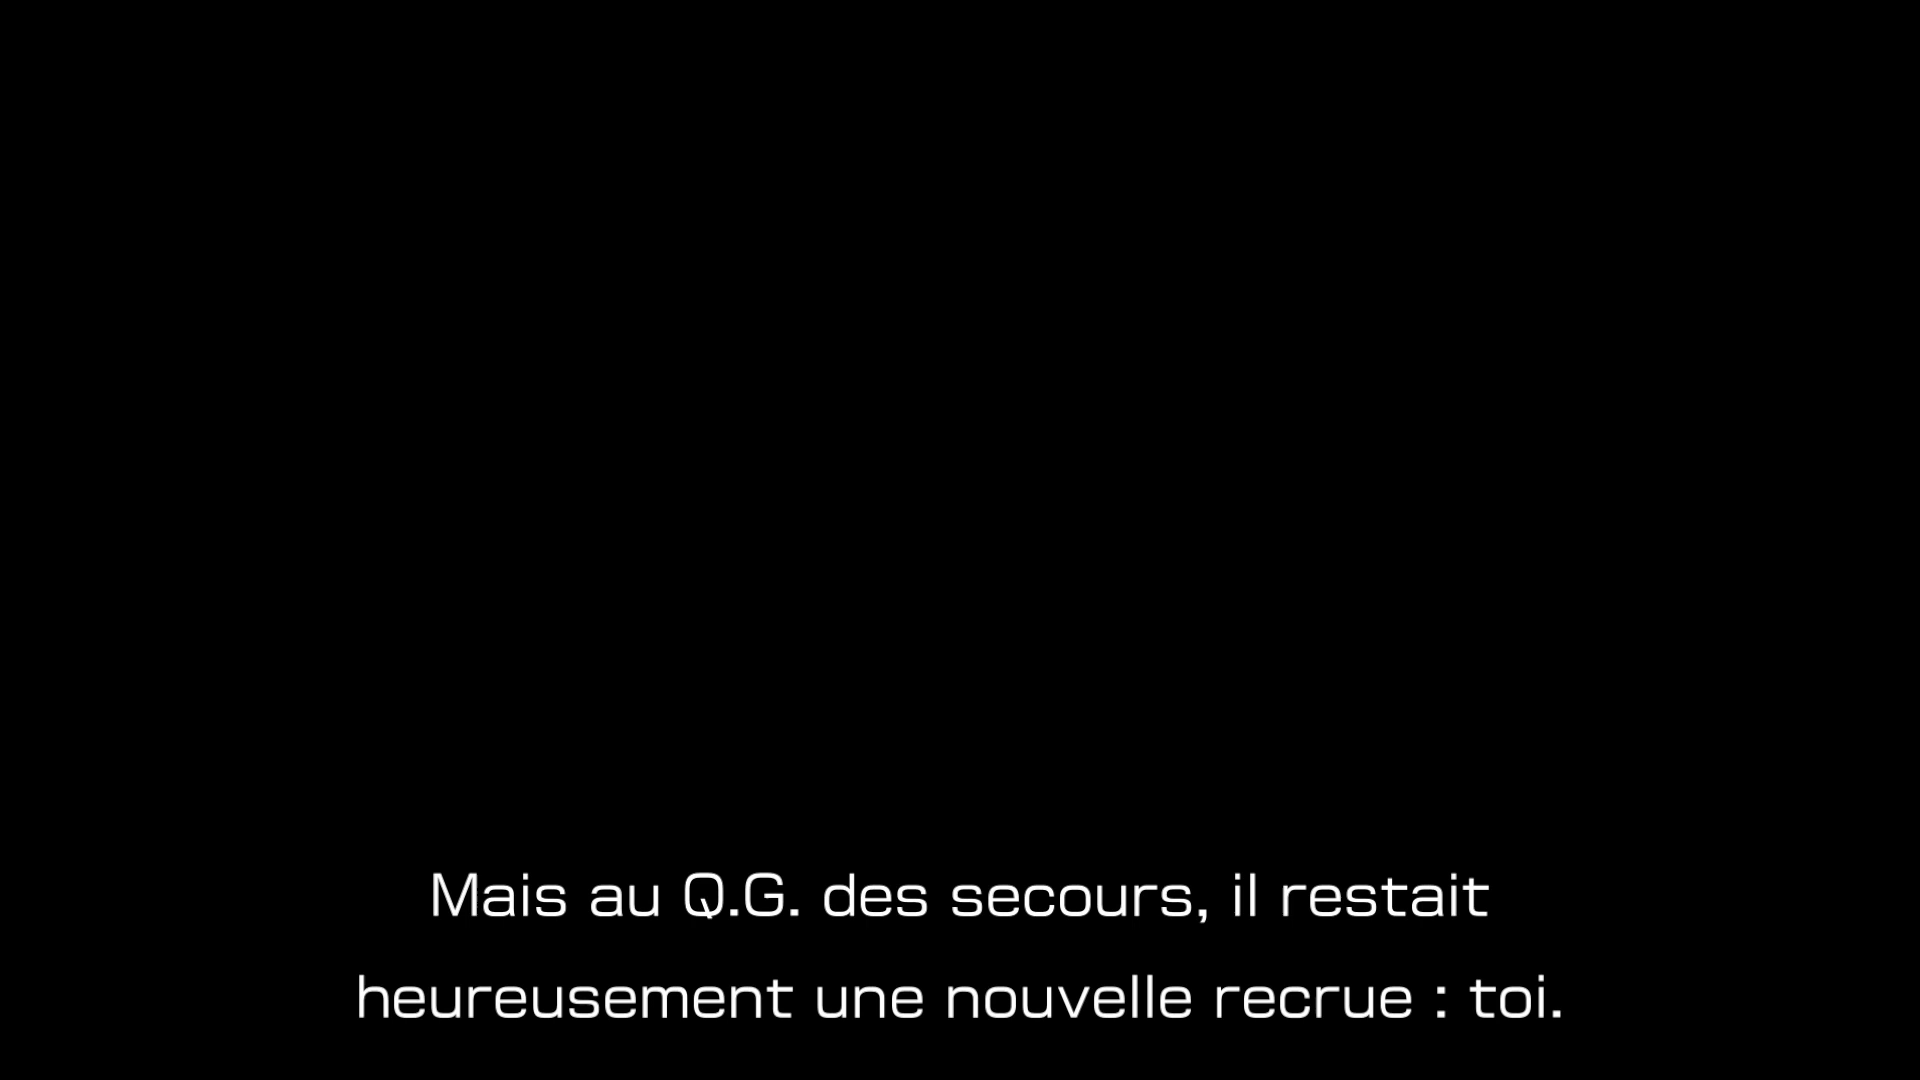 Mais au Q.G. des secours, il restait
heureusement une nouvelle recrue : toi.